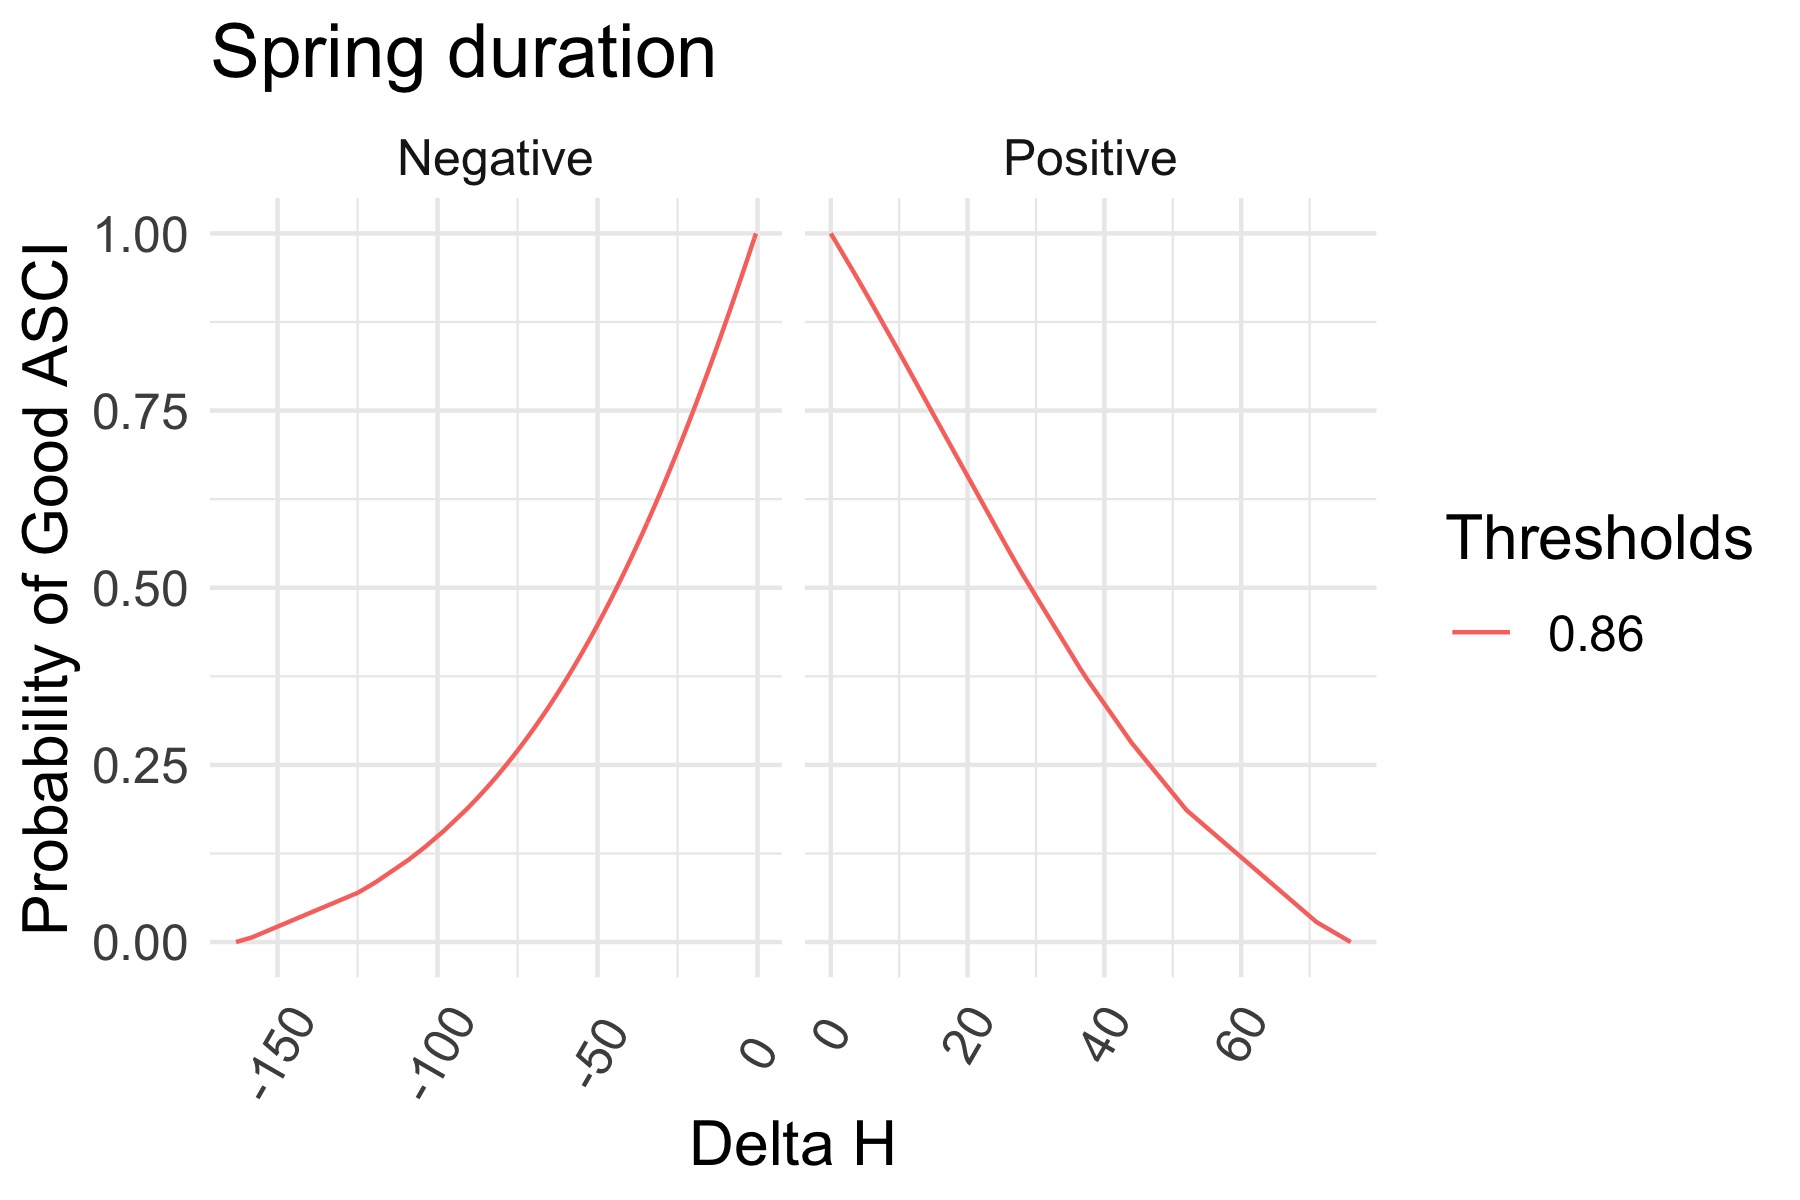 Spring duration
Negative Positive
Probability of Good ASCI
1.00
0.75
0.50
0.25
0.00
-150 -100 -50 0 0 20 40 60
Delta H
Thresholds
0.86